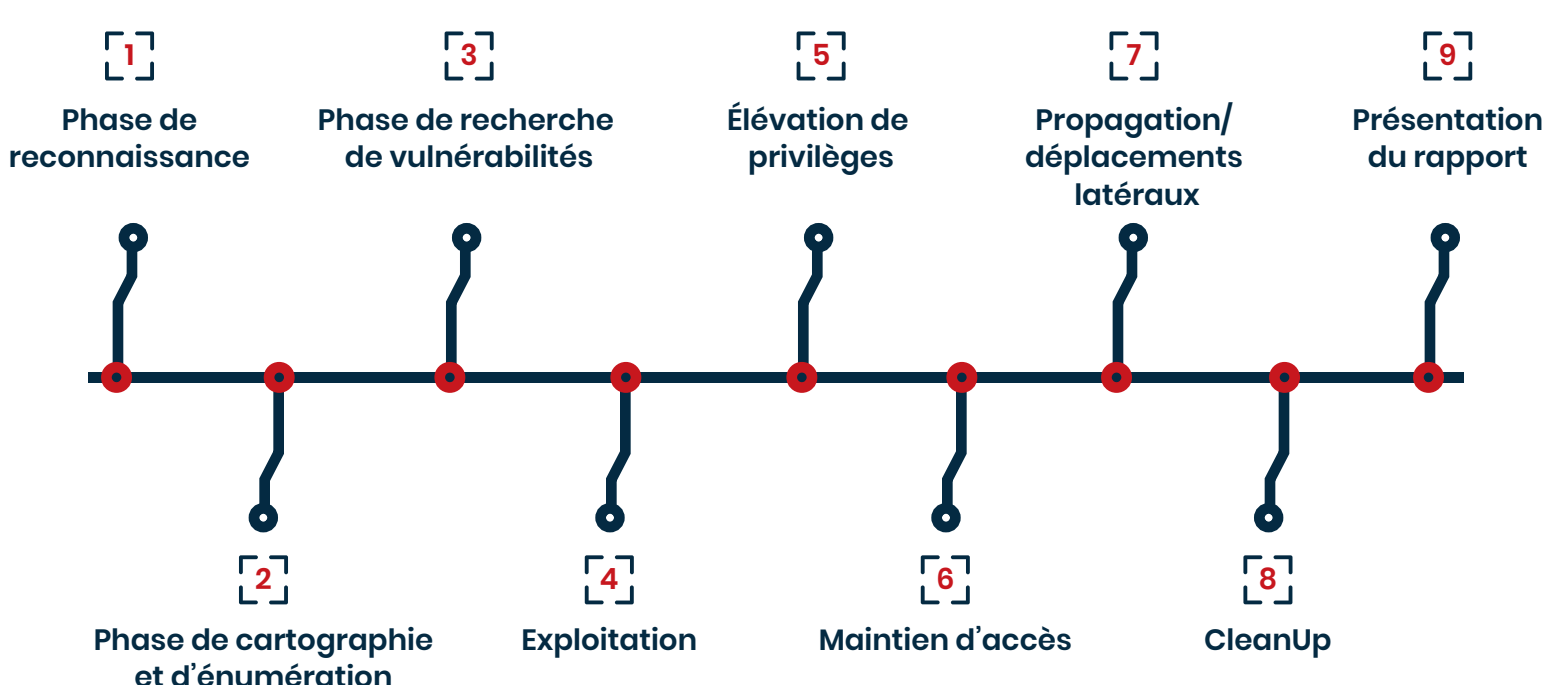 1
Phase de
reconnaissance
2
Phase de cartographie
et d’énumération
3
Phase de recherche
de vulnérabilités
4
Exploitation
5
Élévation de
privilèges
6
Maintien d’accès
7
Propagation/
déplacements
latéraux
8
CleanUp
9
Présentation
du rapport